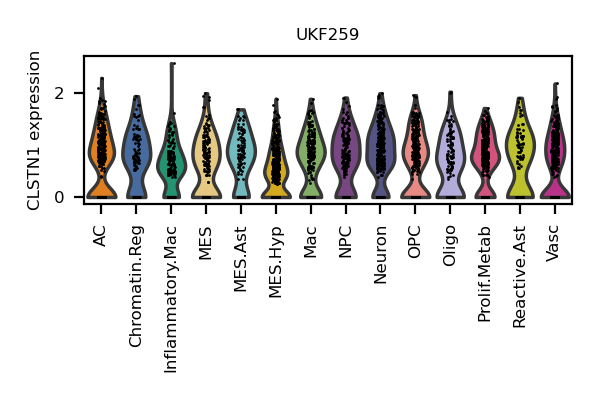 UKF259
CLSTN1 expression
2
0
AC
Chromatin.Reg
Inflammatory.Mac
MES
MES.Ast
MES.Hyp
Mac
NPC
Neuron
OPC
Oligo
Prolif.Metab
Reactive.Ast
Vasc